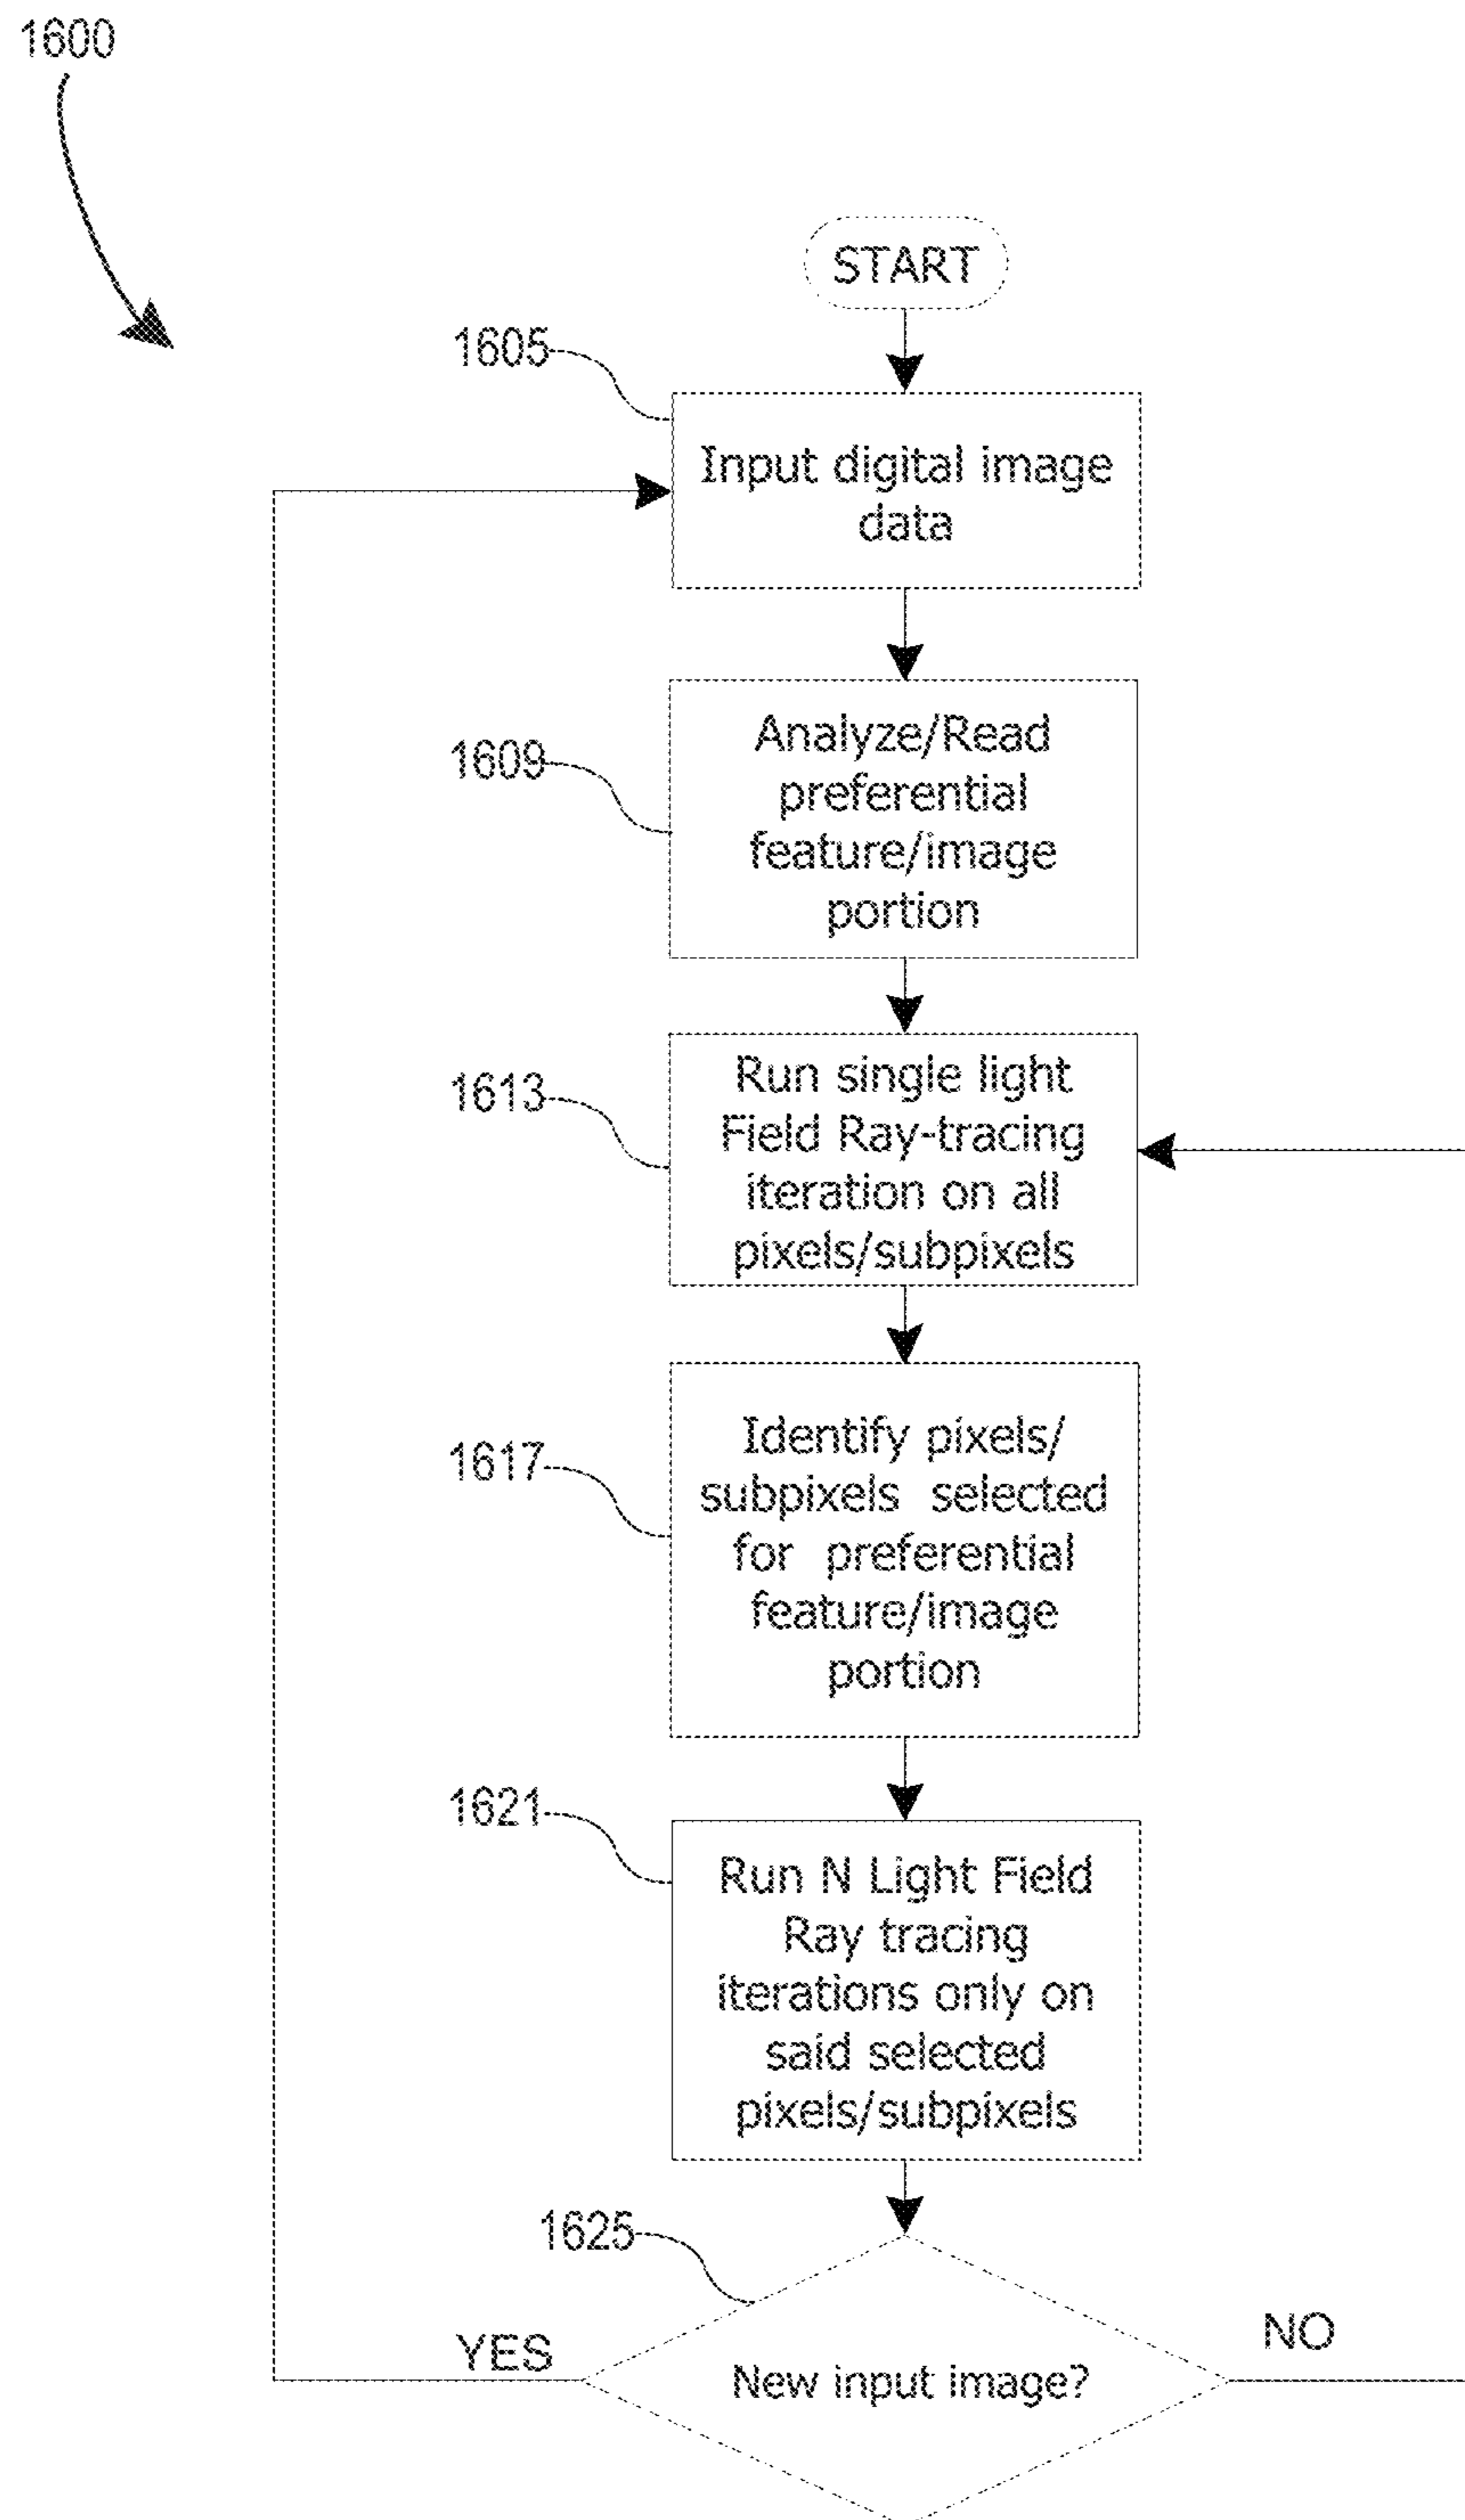 1600
START
1605
Input digital image
data
1609
Analyze/Read
preferential
feature/image
portion
1613
Run single light
Field Ray-tracing
iteration on all
pixels/subpixels
1617
Identify pixels/
subpixels selected
for preferential
feature/image
portion
1621
Run N Light Field
Ray tracing
iterations only on
said selected
pixels/subpixels
1625
YES
New input image?
NO